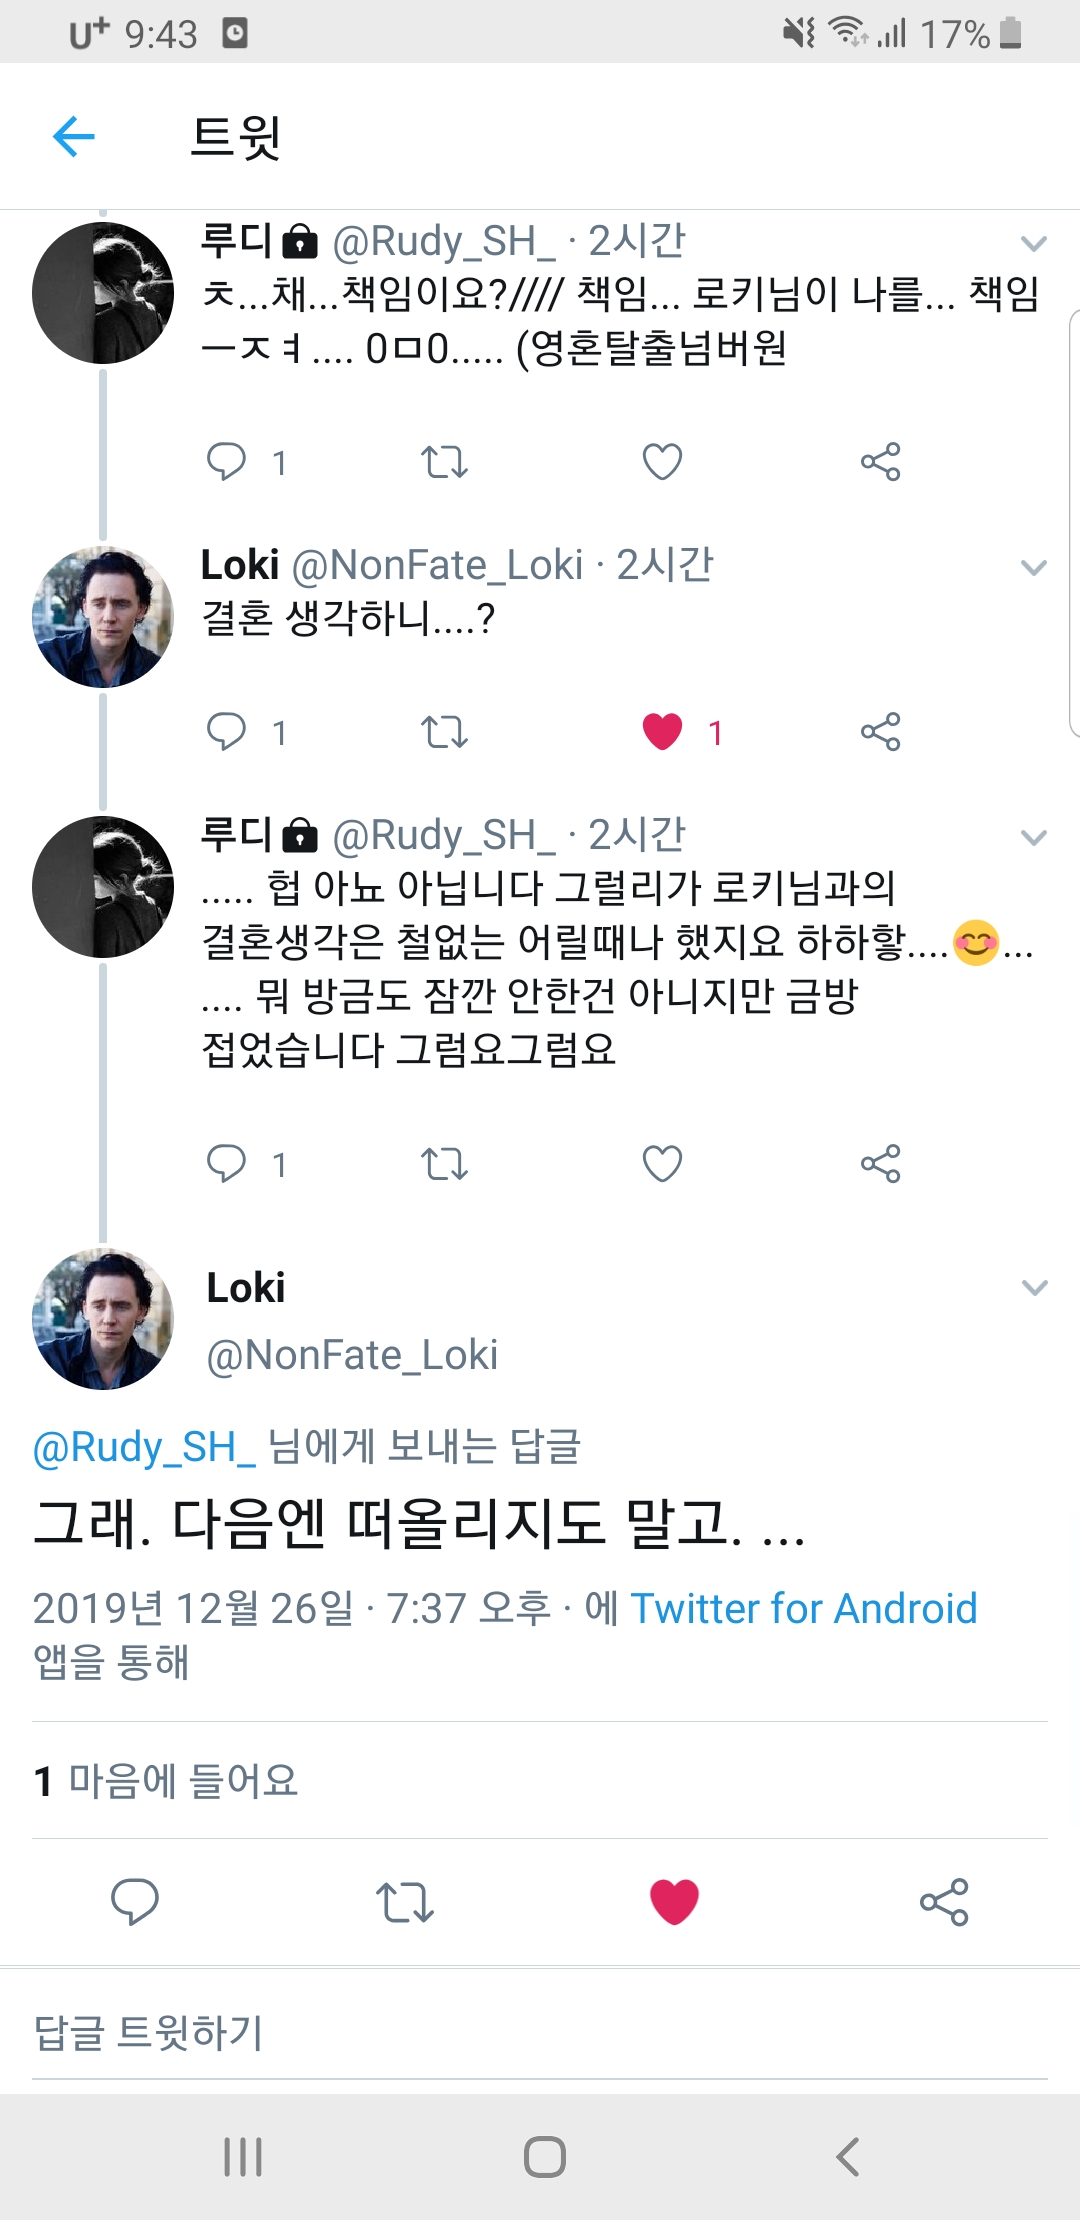 U+ 9:43 17%
트윗
루디 @Rudy_SH_ · 2시간
ㅊ...채...책임이요?//// 책임... 로키님이 나를... 책임
ㅡㅈㅕ.... 0ㅁ0..... (영혼탈출넘버원
1
Loki @NonFate_Loki · 2시간
결혼 생각하니....?
1 1
루디 @Rudy_SH_ · 2시간
..... 헙 아뇨 아닙니다 그럴리가 로키님과의
결혼생각은 철없는 어릴때나 했지요 하하핳....😊...
.... 뭐 방금도 잠깐 안한건 아니지만 금방
접었습니다 그럼요그럼요
1
Loki
@NonFate_Loki
@Rudy_SH_ 님에게 보내는 답글
그래. 다음엔 떠올리지도 말고. ...
2019년 12월 26일 · 7:37 오후 · 에 Twitter for Android
앱을 통해
1 마음에 들어요
답글 트윗하기